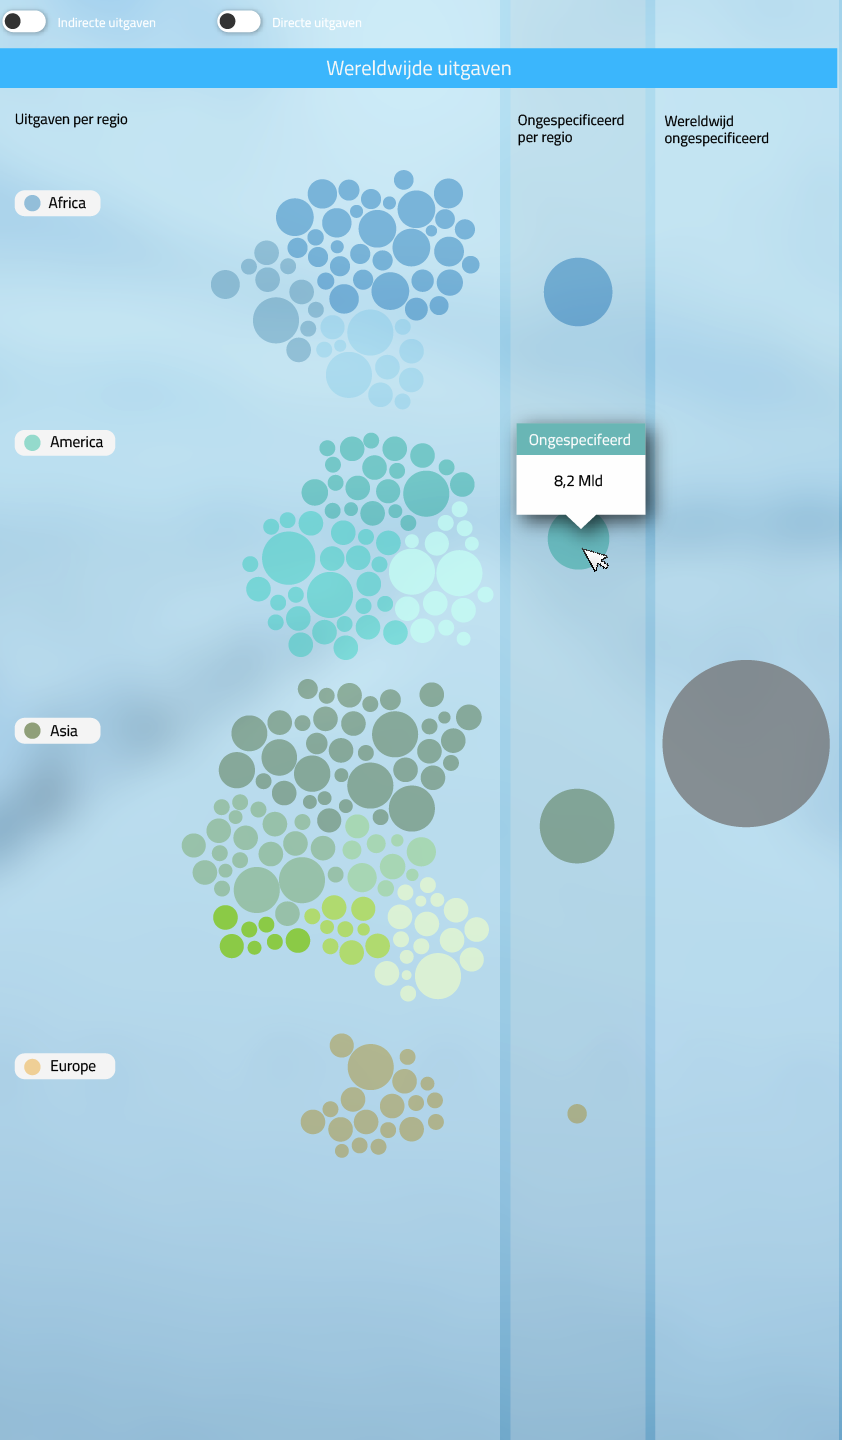 Indirecte uitgaven
Directe uitgaven
Wereldwijde uitgaven
Uitgaven per regio
Ongespecificeerd
per regio
Wereldwijd
ongespecificeerd
Africa
America
Ongespecifeerd
8,2 Mld
Asia
Europe